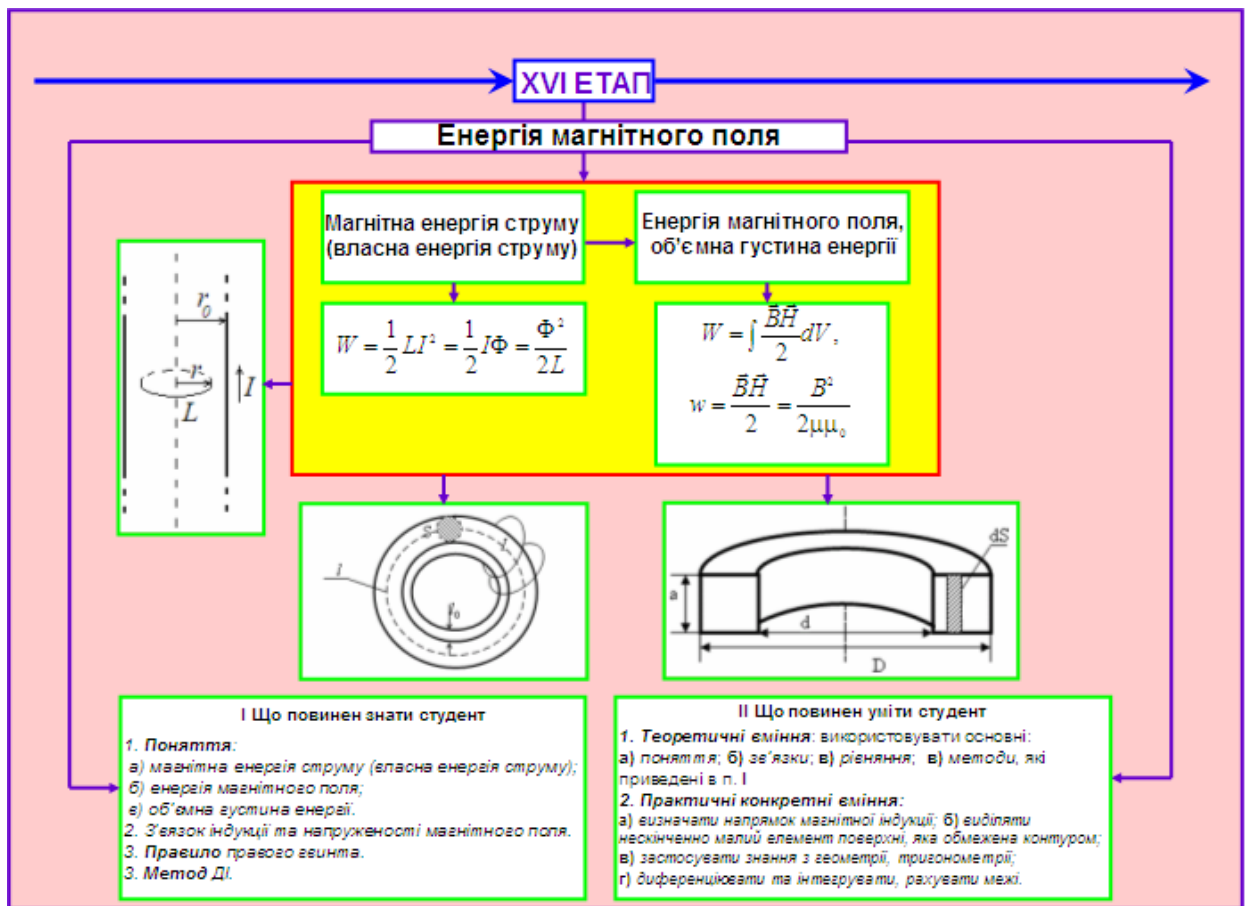 XVI ЕТАП
Енергія магнітного поля
Магнітна енергія струму
(власна енергія струму)
Енергія магнітного поля,
об'ємна густина енергії
W = 1/2 LI² = 1/2 IΦ = Φ²/2L
W = ∫ B⃗H⃗/2 dV,
w = B⃗H⃗/2 = B²/2μμ₀
r₀
r
I
L
S
l
r₀
dS
a
d
D
І Що повинен знати студент
1. Поняття:
а) магнітна енергія струму (власна енергія струму);
б) енергія магнітного поля;
в) об'ємна густина енергії.
2. Зв'язок індукції та напруженості магнітного поля.
3. Правило правого гвинта.
3. Метод ДІ.
ІІ Що повинен уміти студент
1. Теоретичні вміння: використовувати основні:
а) поняття; б) зв'язки; в) рівняння; в) методи, які
приведені в п. І
2. Практичні конкретні вміння:
а) визначати напрямок магнітної індукції; б) виділяти
нескінченно малий елемент поверхні, яка обмежена контуром;
в) застосувати знання з геометрії, тригонометрії;
г) диференціювати та інтегрувати, рахувати межі.